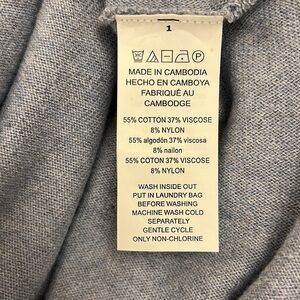 1
MADE IN CAMBODIA
HECHO EN CAMBOYA
FABRIQUÉ AU
CAMBODGE
55% COTTON 37% VISCOSE
8% NYLON
55% algodón 37% viscosa
8% nailon
55% COTON 37% VISCOSE
8% NYLON
WASH INSIDE OUT
PUT IN LAUNDRY BAG
BEFORE WASHING
MACHINE WASH COLD
SEPARATELY
GENTLE CYCLE
ONLY NON-CHLORINE